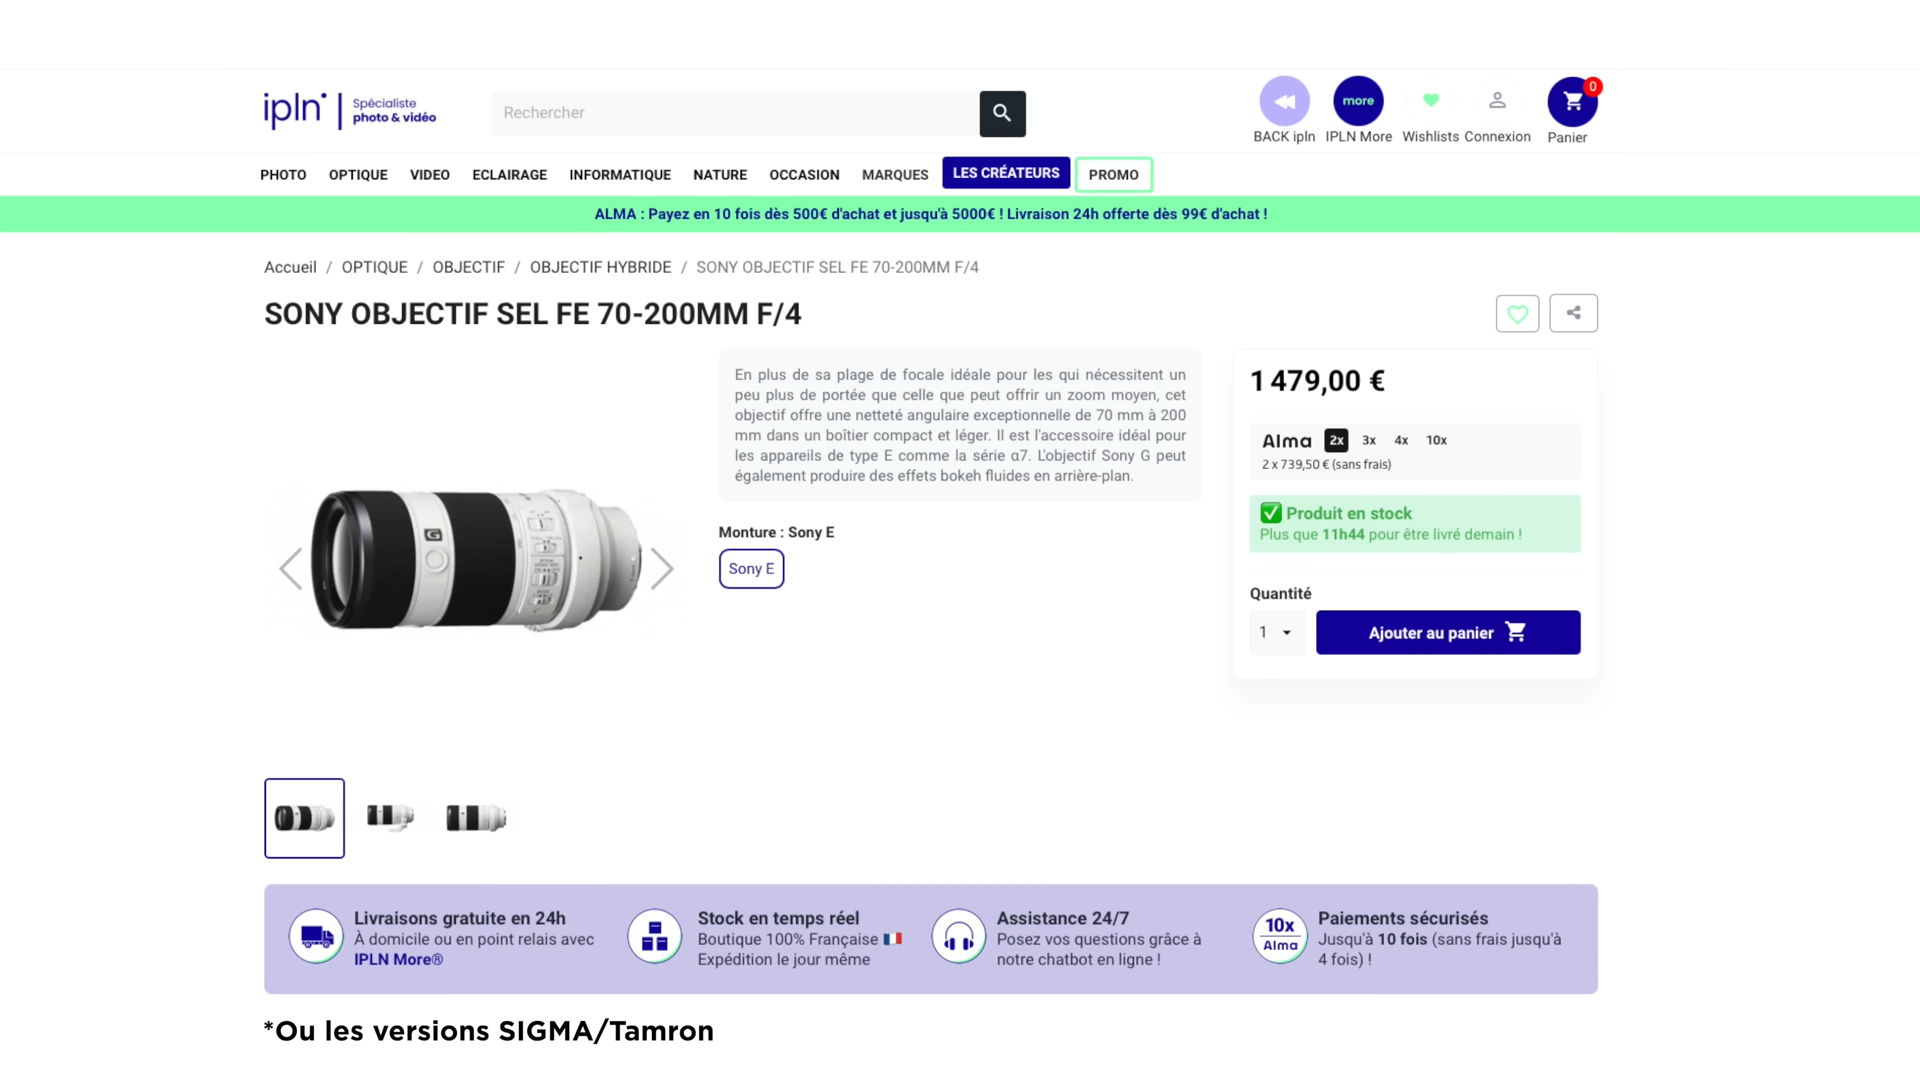 ipln
Spécialiste
photo & vidéo
Rechercher
BACK ipln
more
IPLN More
Wishlists
Connexion
0
Panier
PHOTO OPTIQUE VIDEO ECLAIRAGE INFORMATIQUE NATURE OCCASION MARQUES LES CRÉATEURS PROMO
ALMA : Payez en 10 fois dès 500€ d'achat et jusqu'à 5000€ ! Livraison 24h offerte dès 99€ d'achat !
Accueil / OPTIQUE / OBJECTIF / OBJECTIF HYBRIDE / SONY OBJECTIF SEL FE 70-200MM F/4
SONY OBJECTIF SEL FE 70-200MM F/4
G
En plus de sa plage de focale idéale pour les qui nécessitent un
peu plus de portée que celle que peut offrir un zoom moyen, cet
objectif offre une netteté angulaire exceptionnelle de 70 mm à 200
mm dans un boîtier compact et léger. Il est l'accessoire idéal pour
les appareils de type E comme la série α7. L'objectif Sony G peut
également produire des effets bokeh fluides en arrière-plan.
Monture : Sony E
Sony E
1 479,00 €
Alma 2x 3x 4x 10x
2 x 739,50 € (sans frais)
✅ Produit en stock
Plus que 11h44 pour être livré demain !
Quantité
1
Ajouter au panier
Livraisons gratuite en 24h
À domicile ou en point relais avec
IPLN More®
Stock en temps réel
Boutique 100% Française 🇫🇷
Expédition le jour même
Assistance 24/7
Posez vos questions grâce à
notre chatbot en ligne !
10x
Alma
Paiements sécurisés
Jusqu'à 10 fois (sans frais jusqu'à
4 fois) !
*Ou les versions SIGMA/Tamron